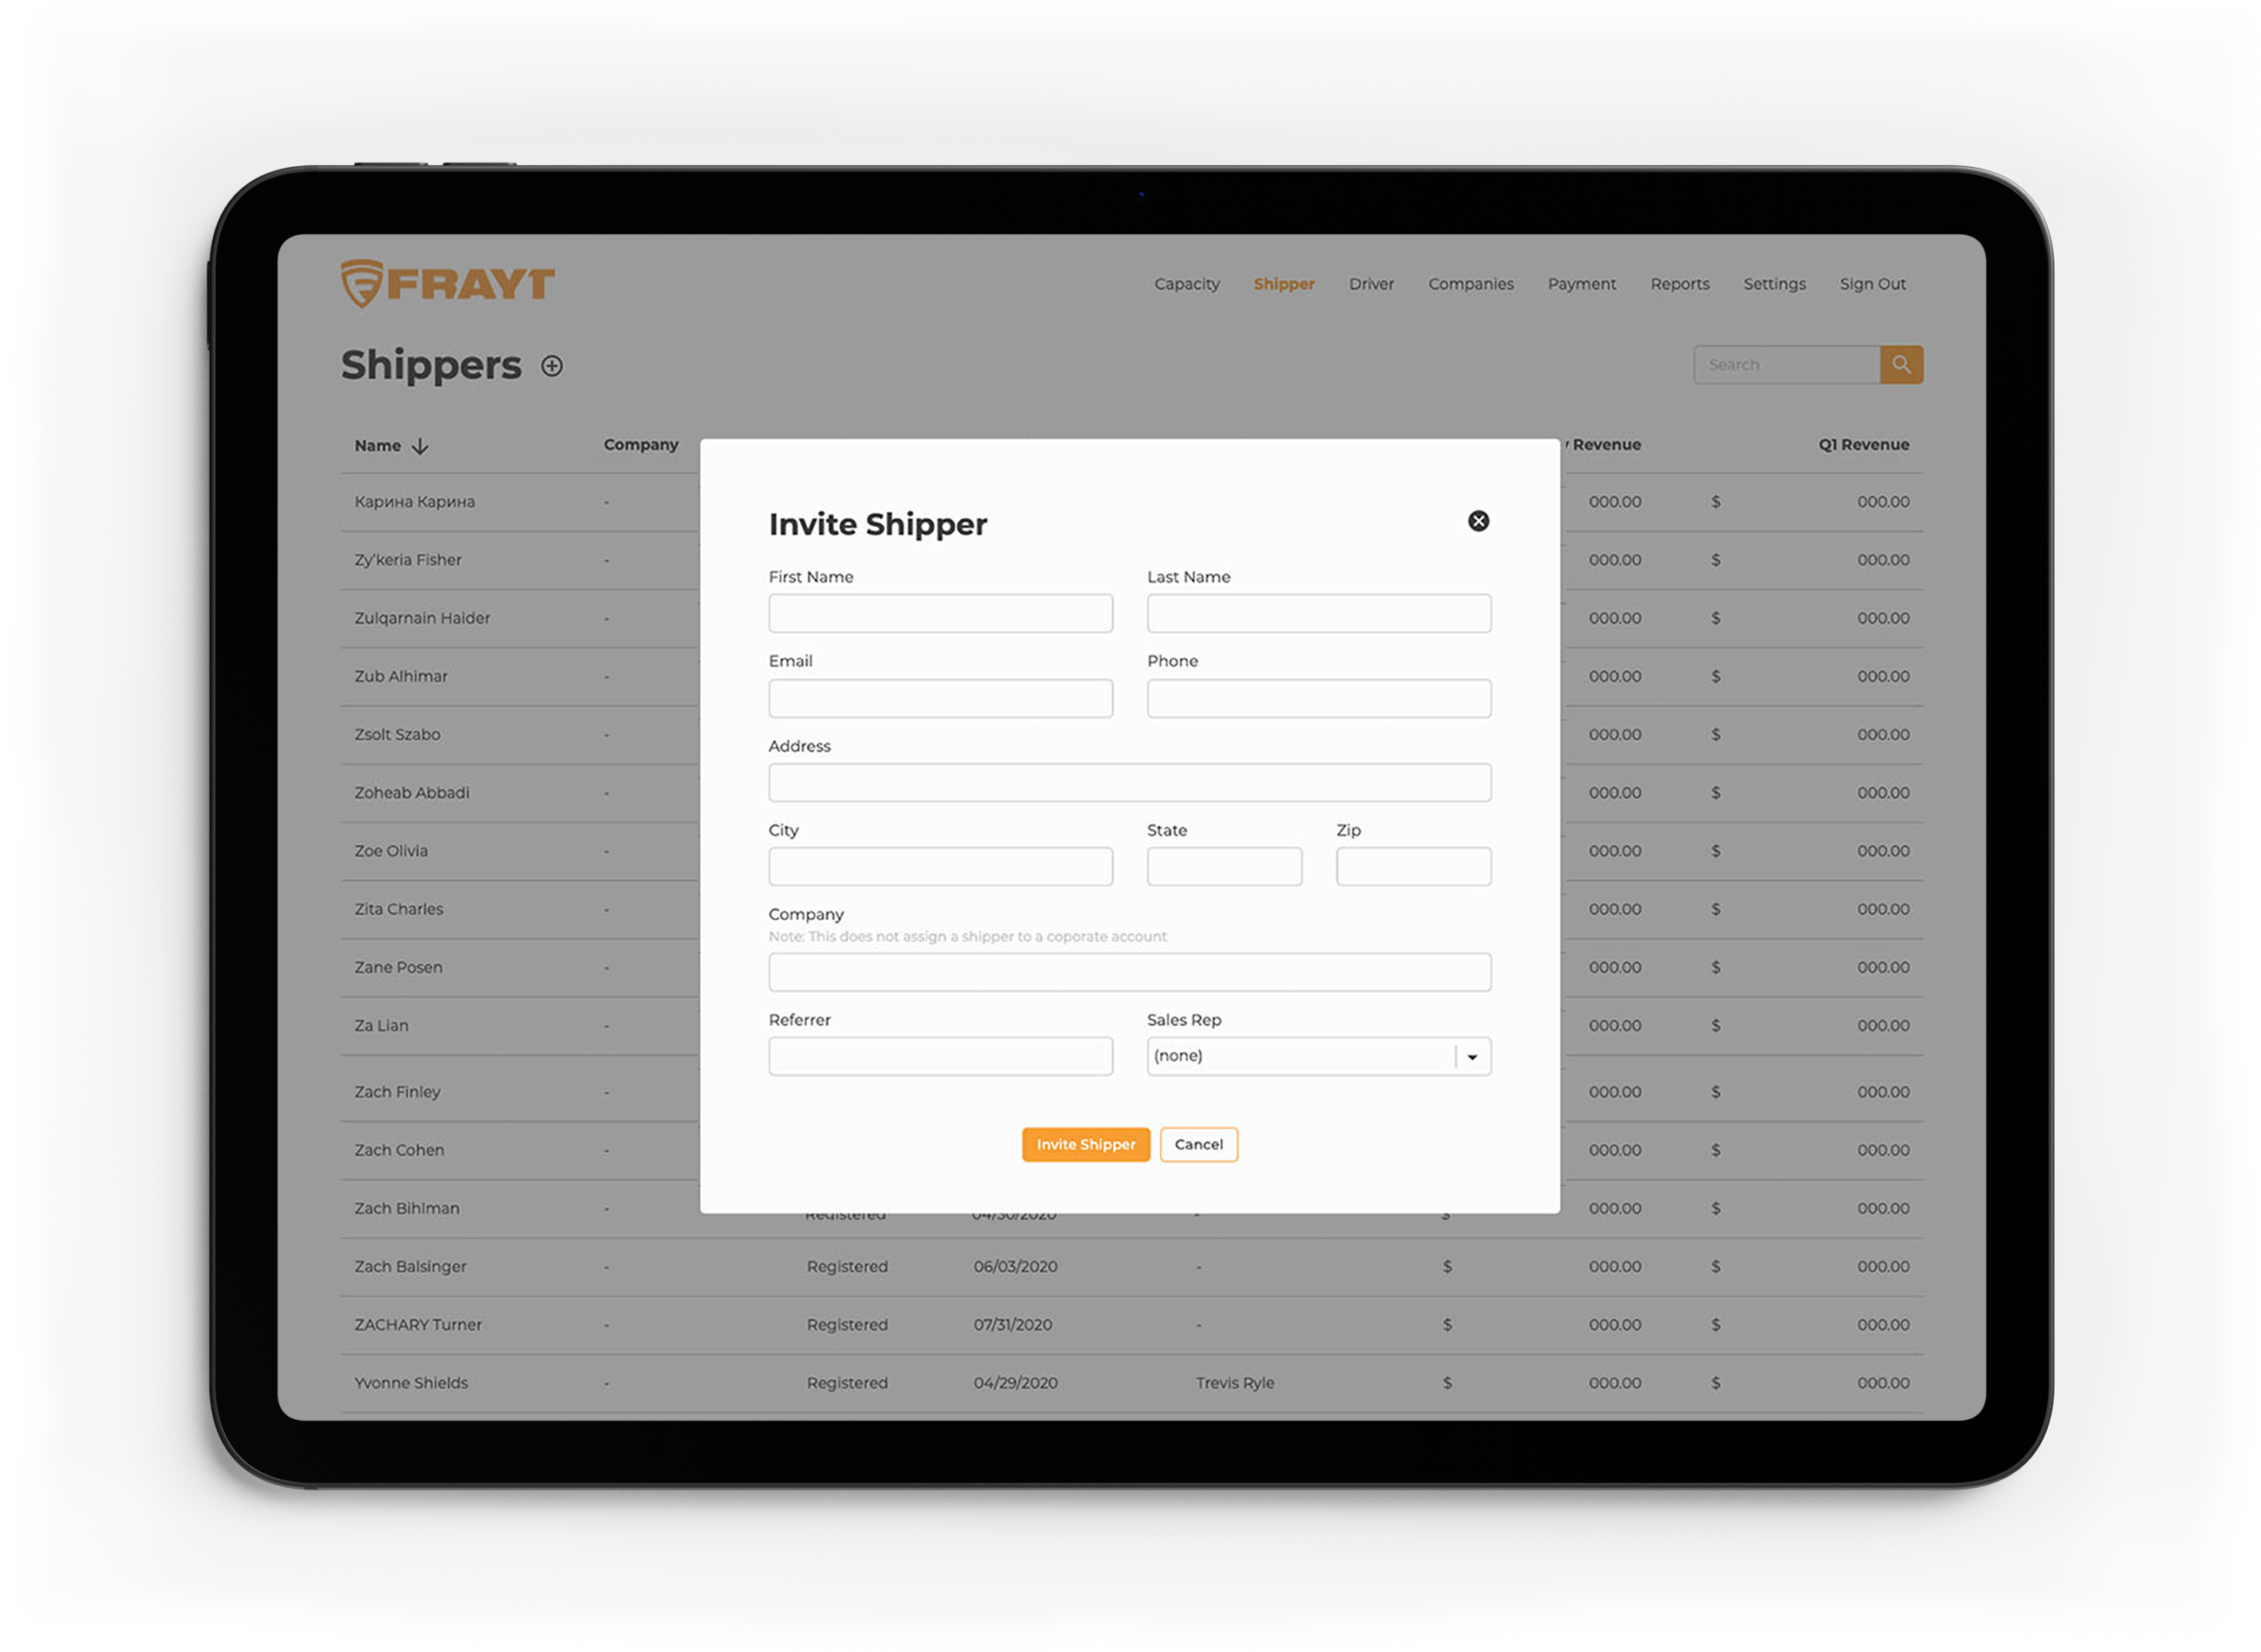 FRAYT
Capacity Shipper Driver Companies Payment Reports Settings Sign Out
Shippers
Search
Name Company Revenue Q1 Revenue
Карина Карина - 000.00 $ 000.00
Zy'keria Fisher - 000.00 $ 000.00
Zulqarnain Haider - 000.00 $ 000.00
Zub Alhimar - 000.00 $ 000.00
Zsolt Szabo - 000.00 $ 000.00
Zoheab Abbadi - 000.00 $ 000.00
Zoe Olivia - 000.00 $ 000.00
Zita Charles - 000.00 $ 000.00
Zane Posen - 000.00 $ 000.00
Za Lian - 000.00 $ 000.00
Zach Finley - 000.00 $ 000.00
Zach Cohen - 000.00 $ 000.00
Zach Bihlman - Registered 04/30/2020 - $ 000.00 $ 000.00
Zach Balsinger - Registered 06/03/2020 - $ 000.00 $ 000.00
ZACHARY Turner - Registered 07/31/2020 - $ 000.00 $ 000.00
Yvonne Shields - Registered 04/29/2020 Trevis Ryle $ 000.00 $ 000.00
Invite Shipper
First Name Last Name
Email Phone
Address
City State Zip
Company
Note: This does not assign a shipper to a coporate account
Referrer Sales Rep
(none)
Invite Shipper Cancel